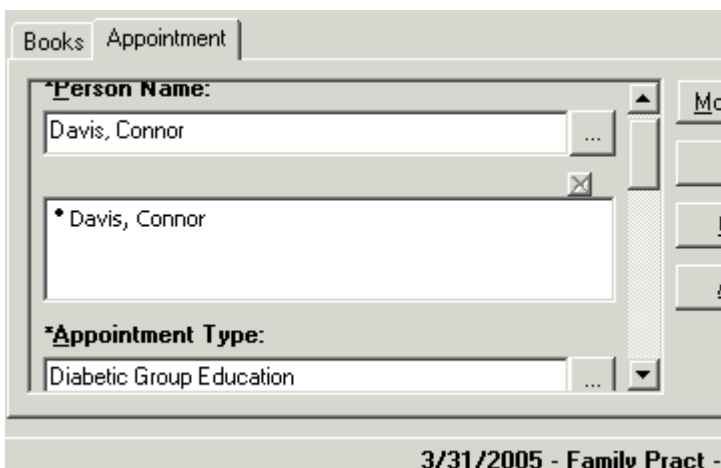 Books Appointment
*Person Name:
Davis, Connor ...
• Davis, Connor
*Appointment Type:
Diabetic Group Education ...
3/31/2005 - Family Pract -